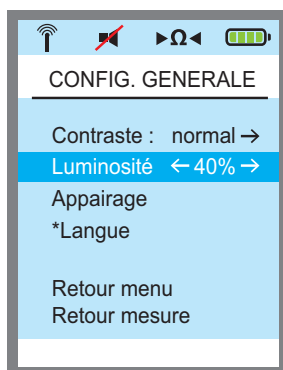 ►Ω◄
CONFIG. GENERALE
Contraste : normal →
Luminosité ← 40% →
Appairage
*Langue
Retour menu
Retour mesure